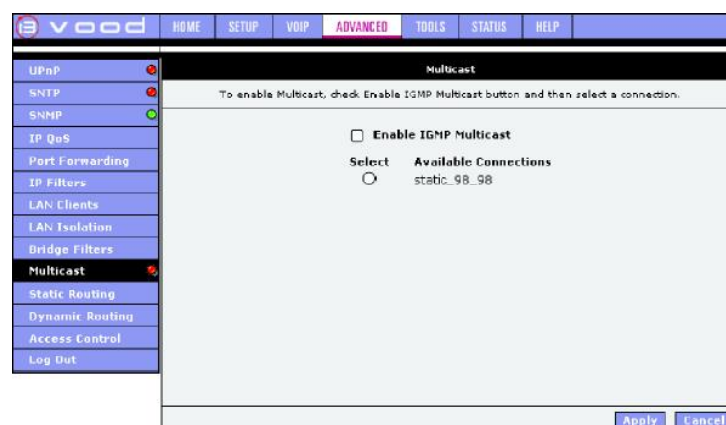 vood HOME SETUP VOIP ADVANCED TOOLS STATUS HELP
UPnP
SNTP
SNMP
IP QoS
Port Forwarding
IP Filters
LAN Clients
LAN Isolation
Bridge Filters
Multicast
Static Routing
Dynamic Routing
Access Control
Log Out
Multicast
To enable Multicast, check Enable IGMP Multicast button and then select a connection.
Enable IGMP Multicast
Select Available Connections
static_98_98
Apply Cancel